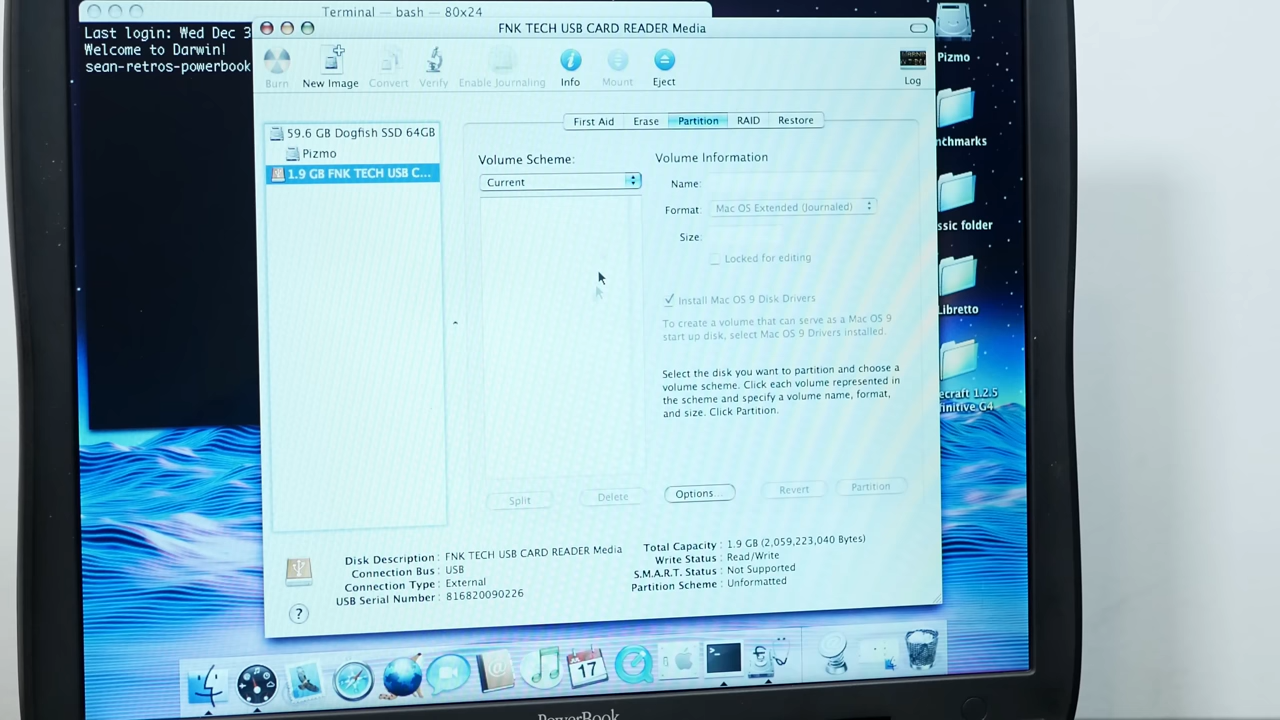 Terminal — bash — 80x24
Last login: Wed Dec 3
Welcome to Darwin!
sean-retros-powerbook
FNK TECH USB CARD READER Media
Burn
New Image
Convert
Verify
Enable Journaling
Info
Mount
Eject
Log
59.6 GB Dogfish SSD 64GB
Pizmo
1.9 GB FNK TECH USB C...
First Aid
Erase
Partition
RAID
Restore
Volume Scheme:
Current
Volume Information
Name:
Format: Mac OS Extended (Journaled)
Size:
Locked for editing
Install Mac OS 9 Disk Drivers
To create a volume that can serve as a Mac OS 9
start up disk, select Mac OS 9 Drivers installed.
Select the disk you want to partition and choose a
volume scheme. Click each volume represented in
the scheme and specify a volume name, format,
and size. Click Partition.
Split
Delete
Options...
Revert
Partition
Disk Description : FNK TECH USB CARD READER Media
Connection Bus : USB
Connection Type : External
USB Serial Number : 816820090226
Total Capacity : 1.9 GB (2,059,223,040 Bytes)
Write Status : Read/Write
S.M.A.R.T. Status : Not Supported
Partition Scheme : Unformatted
?
Pizmo
nchmarks
ssic folder
Libretto
ecraft 1.2.5
finitive G4
17
PowerBook